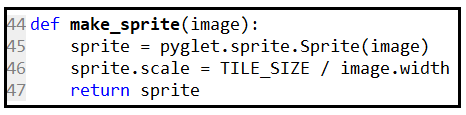 44 def make_sprite(image):
45     sprite = pyglet.sprite.Sprite(image)
46     sprite.scale = TILE_SIZE / image.width
47     return sprite